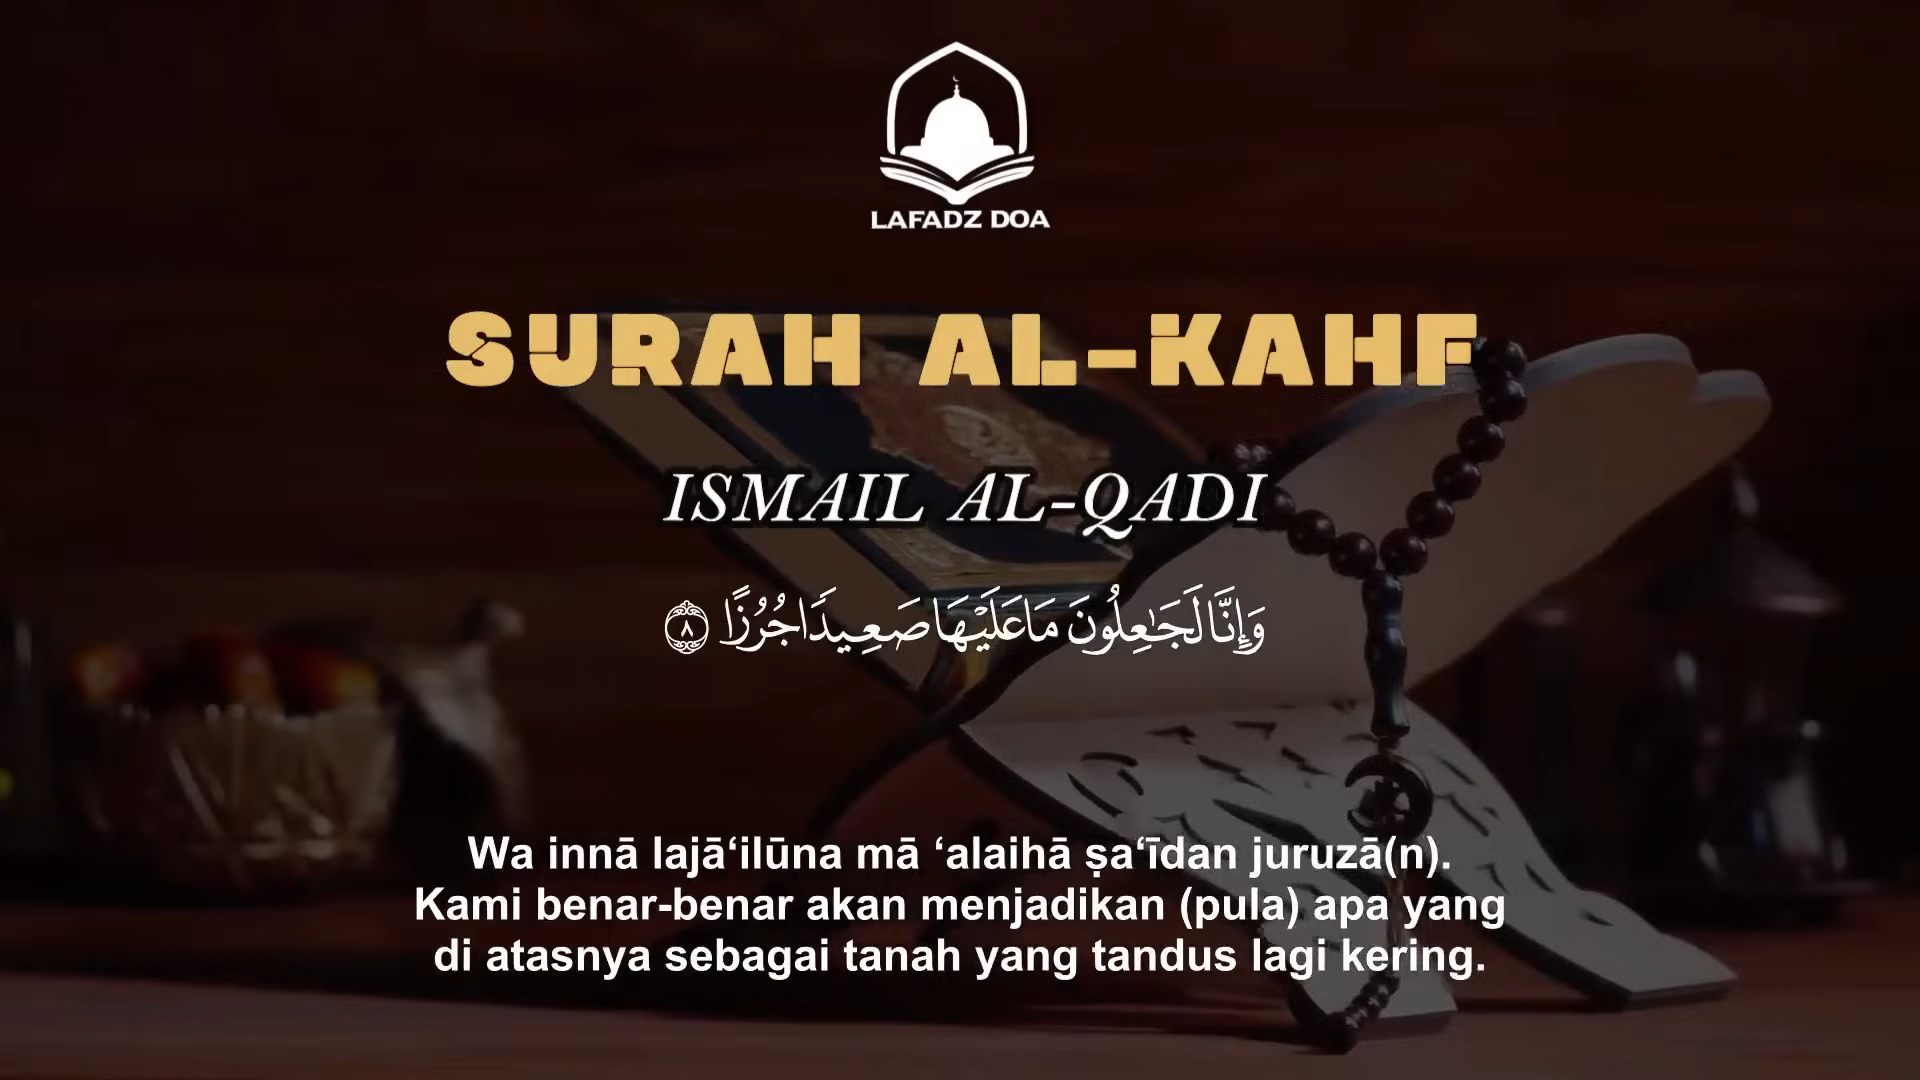 LAFADZ DOA
SURAH AL-KAHF
ISMAIL AL-QADI
وَإِنَّا لَجَٰعِلُونَ مَا عَلَيْهَا صَعِيدًا جُرُزًا ٨
Wa innā lajā‘ilūna mā ‘alaihā ṣa‘īdan juruzā(n).
Kami benar-benar akan menjadikan (pula) apa yang
di atasnya sebagai tanah yang tandus lagi kering.